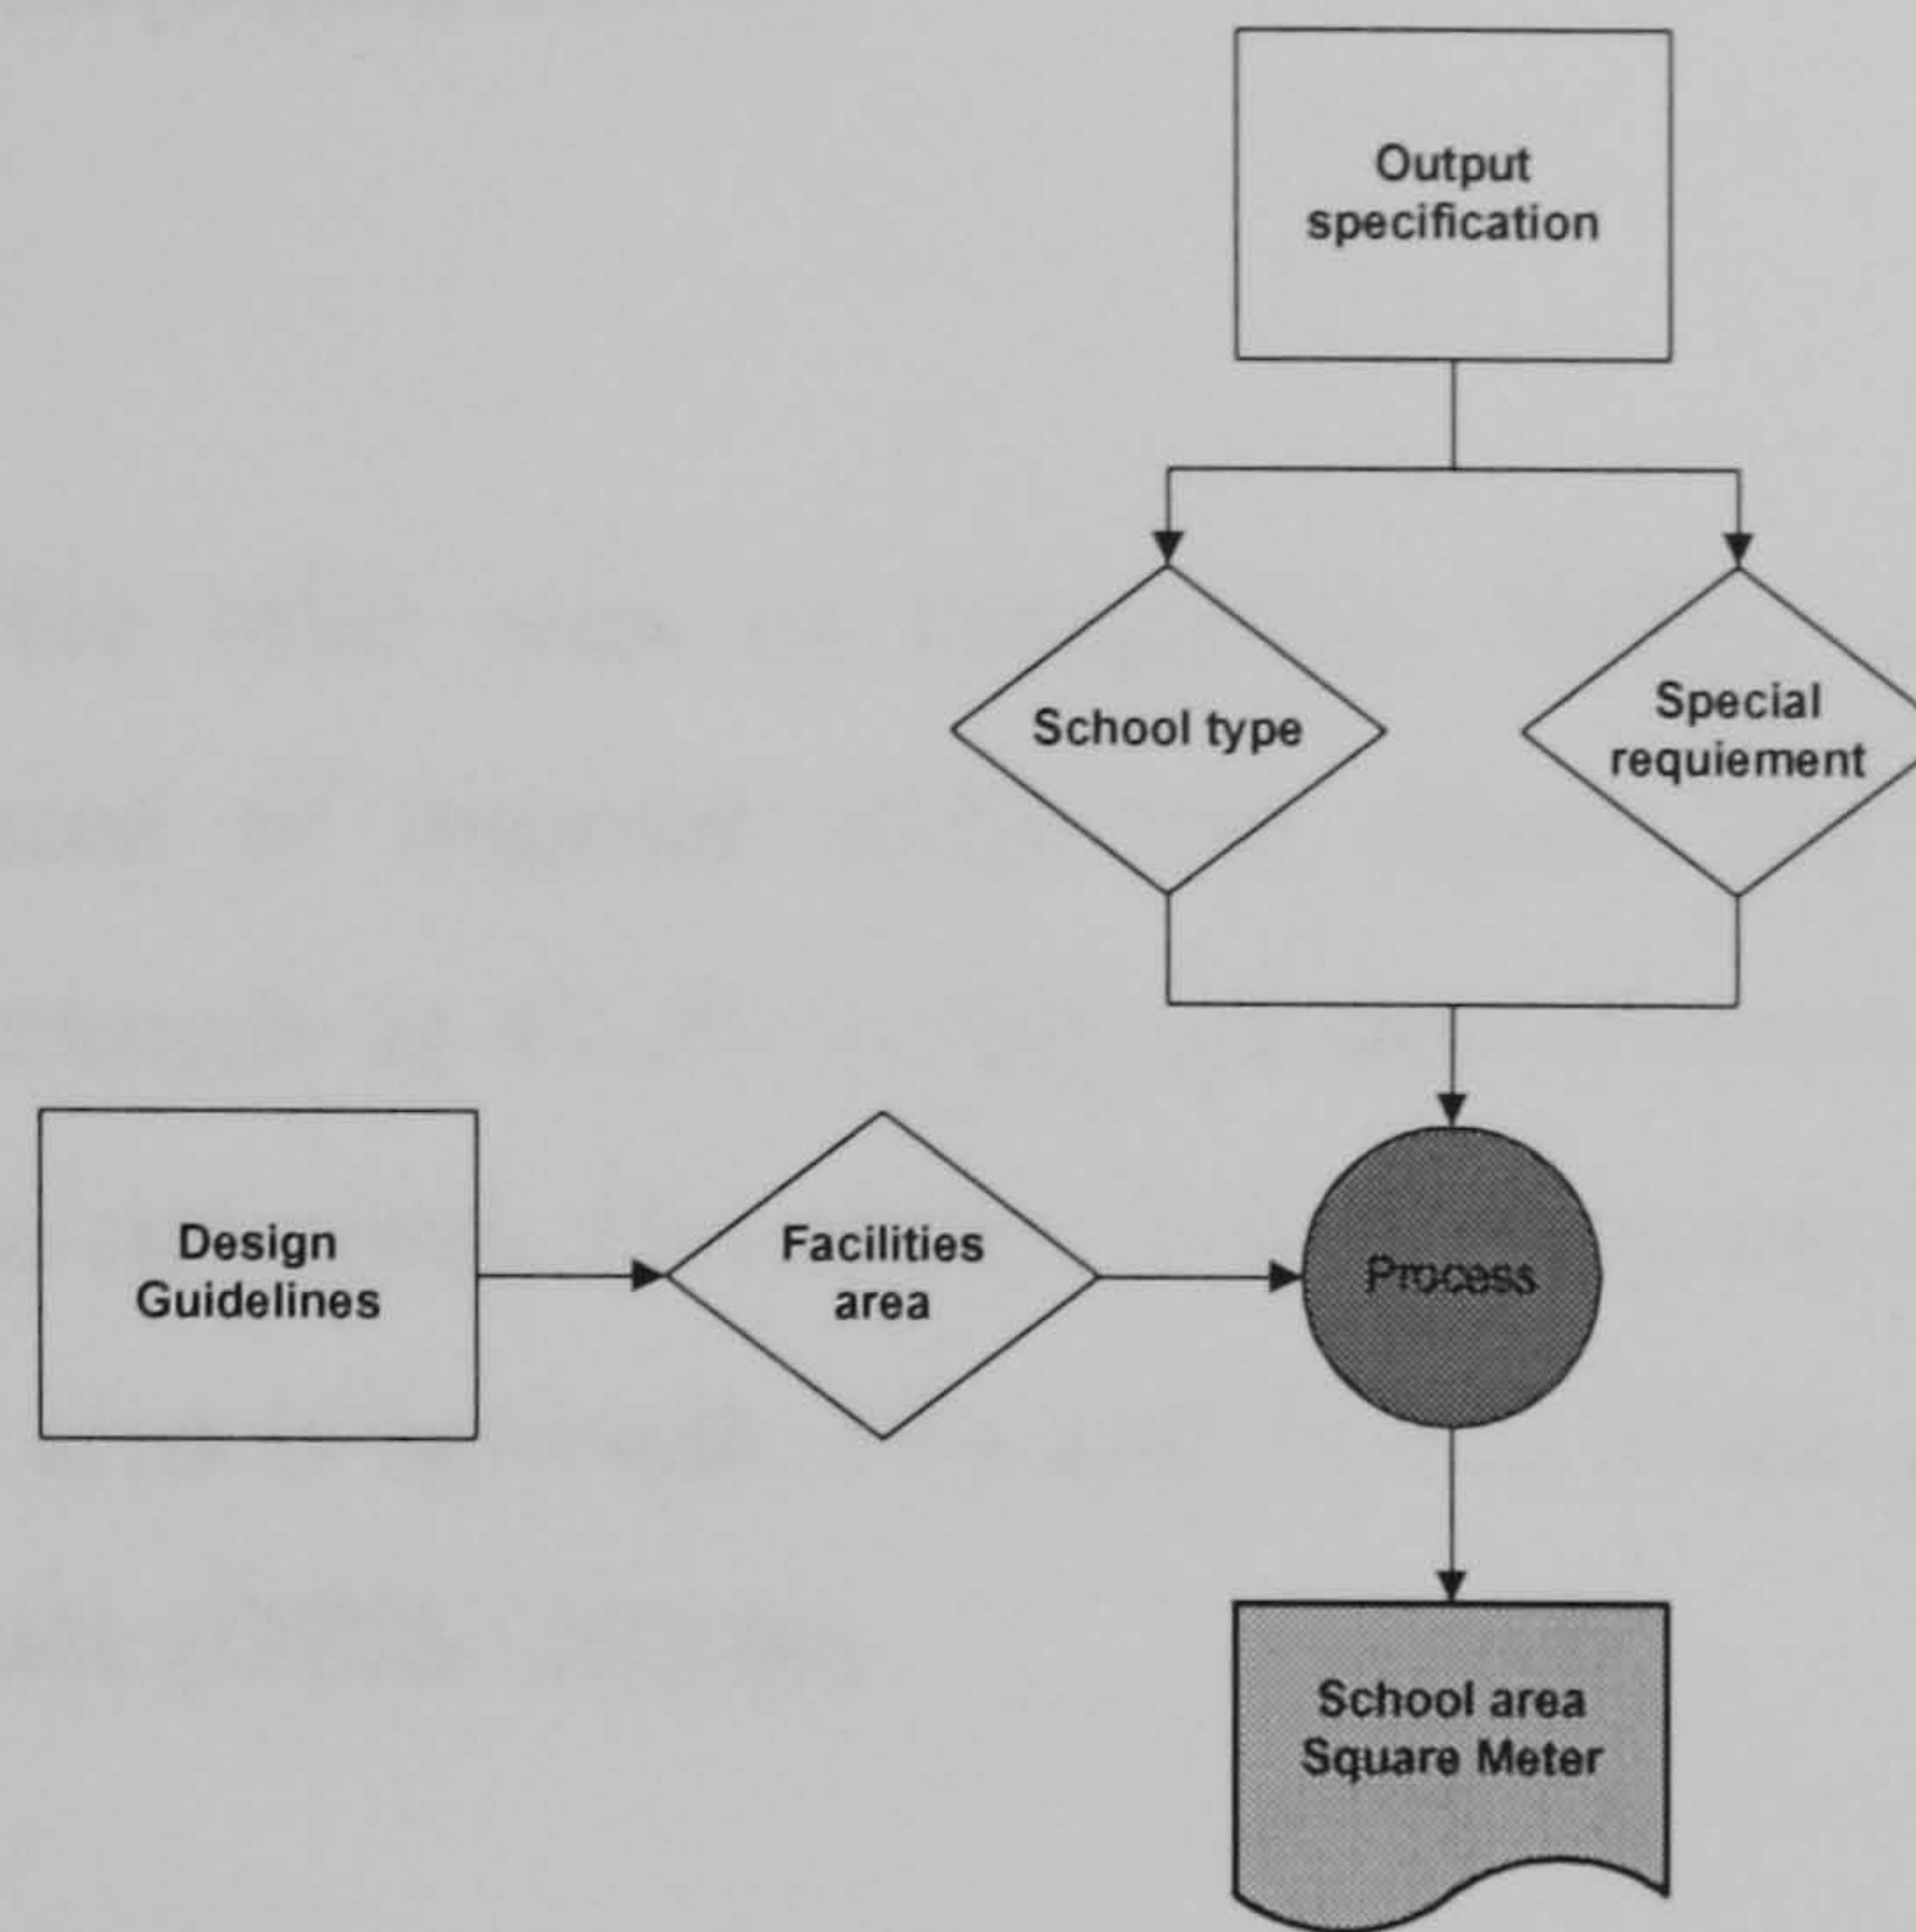 Output
specification
School type
Special
requiement
Design
Guidelines
Facilities
area
Process
School area
Square Meter